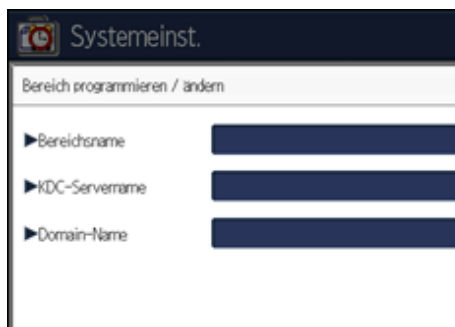 Systemeinst.
Bereich programmieren / ändern
▶Bereichsname
▶KDC-Servername
▶Domain-Name